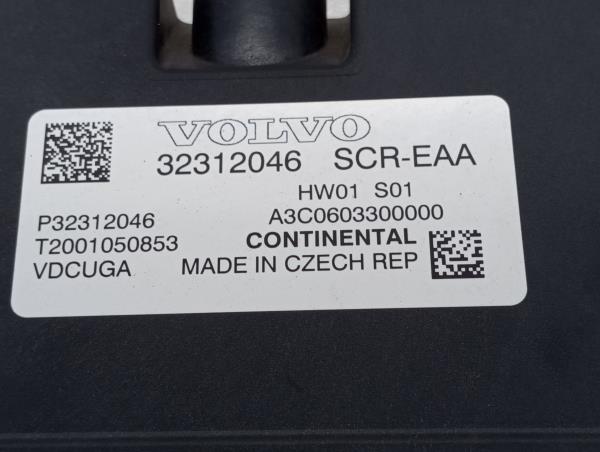 VOLVO
32312046 SCR-EAA
HW01 S01
P32312046 A3C0603300000
T2001050853 CONTINENTAL
VDCUGA MADE IN CZECH REP